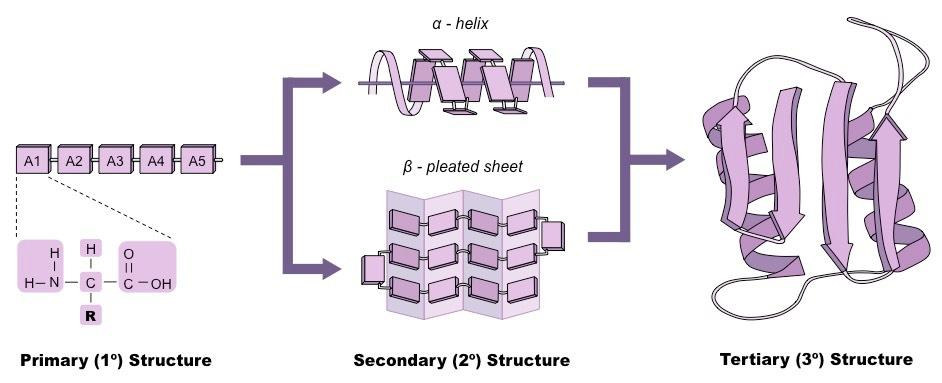 α - helix
A1 A2 A3 A4 A5
β - pleated sheet
H H O
H N C C OH
R
Primary (1º) Structure
Secondary (2º) Structure
Tertiary (3º) Structure